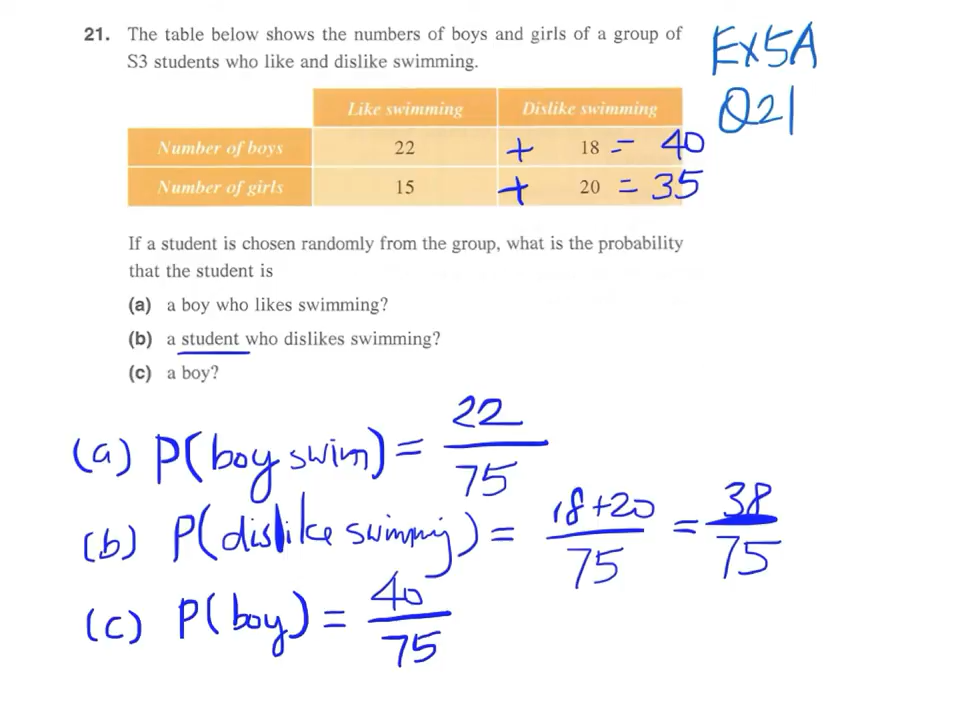 21. The table below shows the numbers of boys and girls of a group of
S3 students who like and dislike swimming.
Ex5A
Q21
Like swimming Dislike swimming
Number of boys 22 + 18 = 40
Number of girls 15 + 20 = 35
If a student is chosen randomly from the group, what is the probability
that the student is
(a) a boy who likes swimming?
(b) a student who dislikes swimming?
(c) a boy?
(a) P(boy swim) = 22/75
(b) P(dislike swimming) = 18+20/75 = 38/75
(c) P(boy) = 40/75